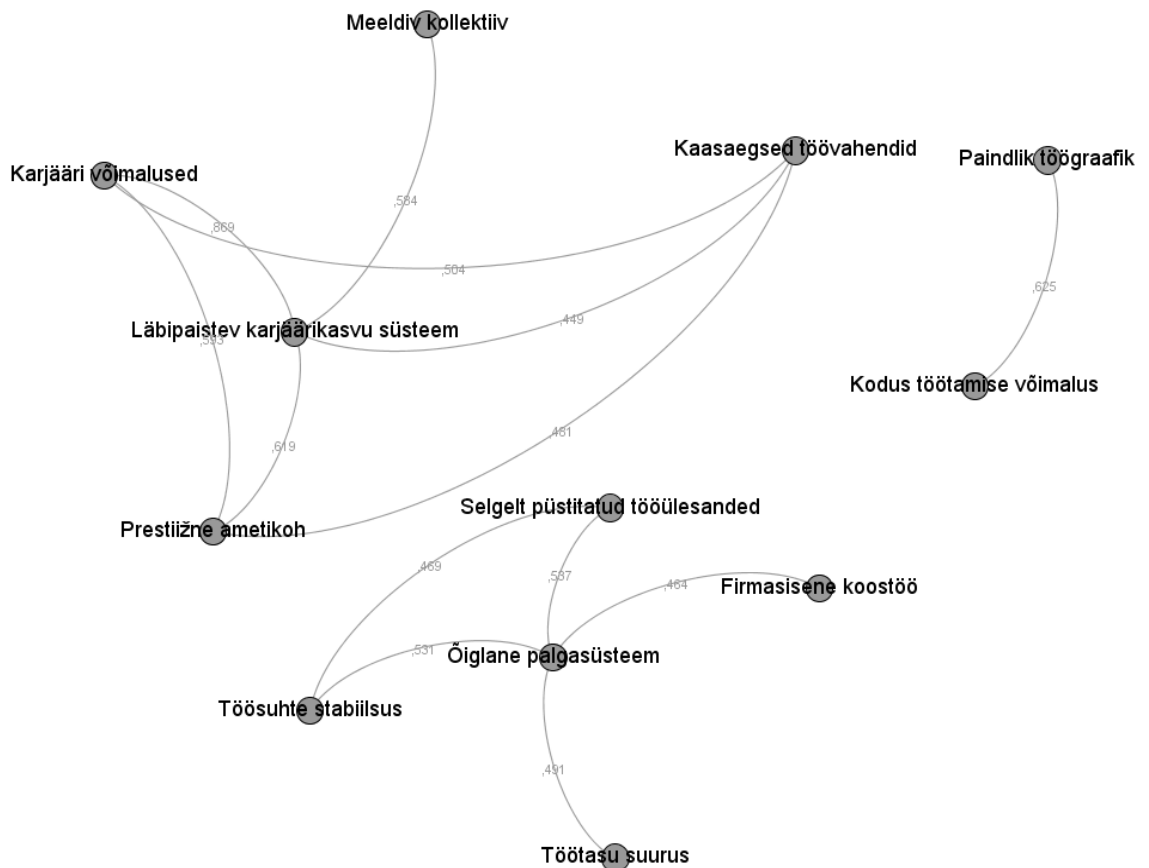 Meeldiv kollektiiv
Kaasaegsed töövahendid
Paindlik töögraafik
Karjääri võimalused
,584
,869
,504
,625
,449
Läbipaistev karjäärikasvu süsteem
,593
Kodus töötamise võimalus
,481
,619
Selgelt püstitatud tööülesanded
Prestiižne ametikoh
,469
,537
,464
Firmasisene koostöö
,531
Õiglane palgasüsteem
Töösuhte stabiilsus
,491
Töötasu suurus